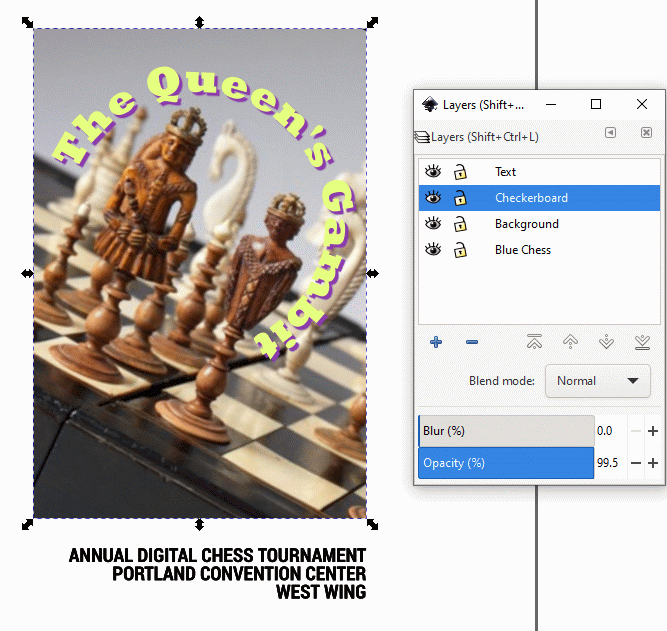 The Queen's Gambit
ANNUAL DIGITAL CHESS TOURNAMENT
PORTLAND CONVENTION CENTER
WEST WING
Layers (Shift+...
Layers (Shift+Ctrl+L)
Text
Checkerboard
Background
Blue Chess
Blend mode: Normal
Blur (%) 0.0
Opacity (%) 99.5